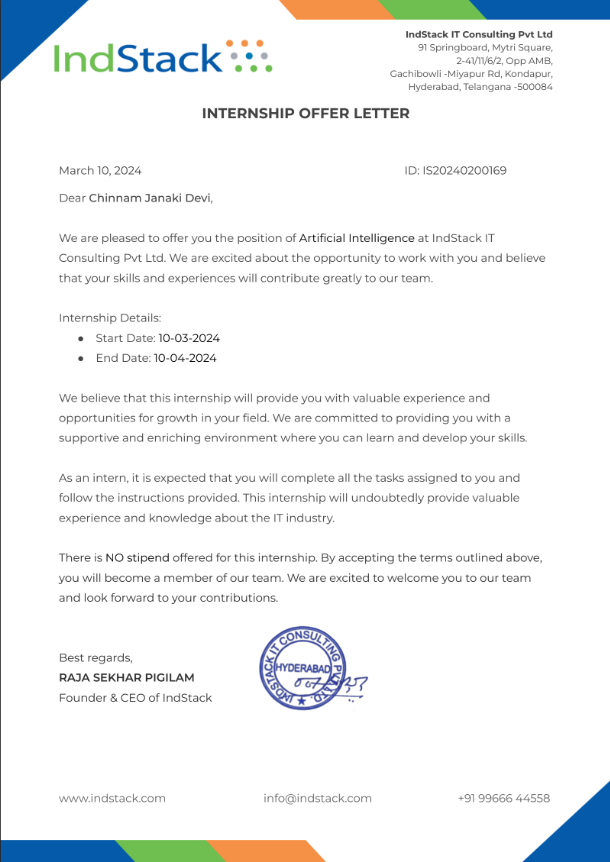 IndStack
IndStack IT Consulting Pvt Ltd
91 Springboard, Mytri Square,
2-41/11/6/2, Opp AMB,
Gachibowli -Miyapur Rd, Kondapur,
Hyderabad, Telangana -500084
INTERNSHIP OFFER LETTER
March 10, 2024 ID: IS20240200169
Dear Chinnam Janaki Devi,
We are pleased to offer you the position of Artificial Intelligence at IndStack IT
Consulting Pvt Ltd. We are excited about the opportunity to work with you and believe
that your skills and experiences will contribute greatly to our team.
Internship Details:
● Start Date: 10-03-2024
● End Date: 10-04-2024
We believe that this internship will provide you with valuable experience and
opportunities for growth in your field. We are committed to providing you with a
supportive and enriching environment where you can learn and develop your skills.
As an intern, it is expected that you will complete all the tasks assigned to you and
follow the instructions provided. This internship will undoubtedly provide valuable
experience and knowledge about the IT industry.
There is NO stipend offered for this internship. By accepting the terms outlined above,
you will become a member of our team. We are excited to welcome you to our team
and look forward to your contributions.
Best regards,
RAJA SEKHAR PIGILAM
Founder & CEO of IndStack
INDSTACK IT CONSULTING PVT LTD.
HYDERABAD
www.indstack.com info@indstack.com +91 99666 44558